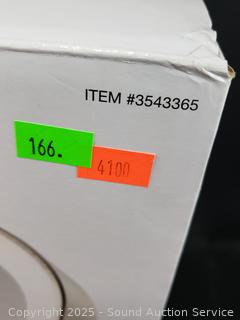 ITEM #3543365
166.
4100
Copyright 2025 - Sound Auction Service